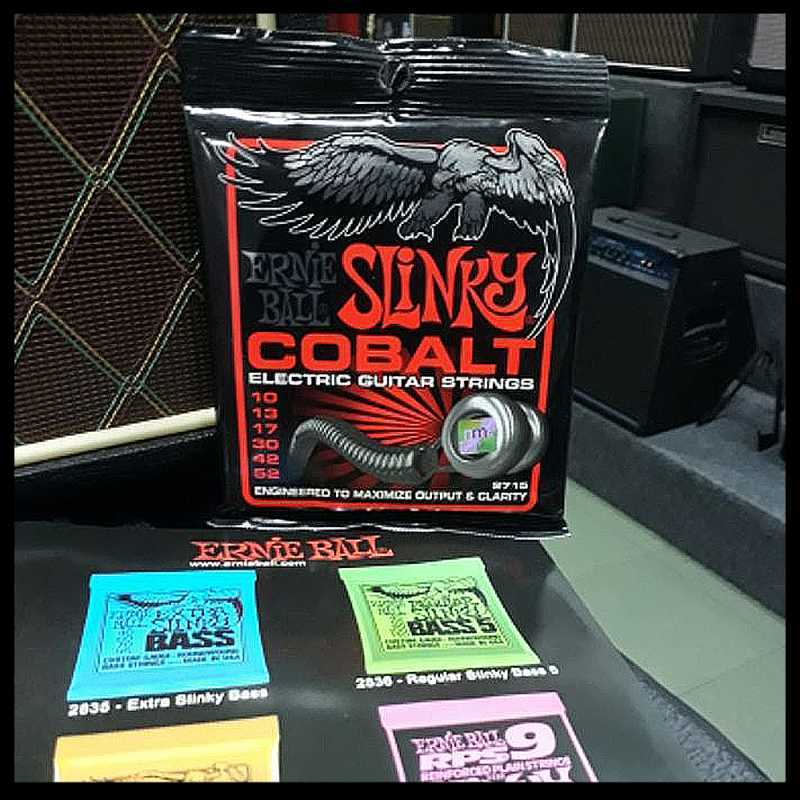 ERNIE
BALL
SLINKY
COBALT
ELECTRIC GUITAR STRINGS
10
13
17
30
42
52
2715
ENGINEERED TO MAXIMIZE OUTPUT & CLARITY
ERNIE BALL
www.ernieball.com
EXTRA
SLINKY
BASS
2835 - Extra Slinky Bass
BASS 5
2836 - Regular Slinky Bass 5
ERNIE BALL
RPS 9
REINFORCED PLAIN STRINGS